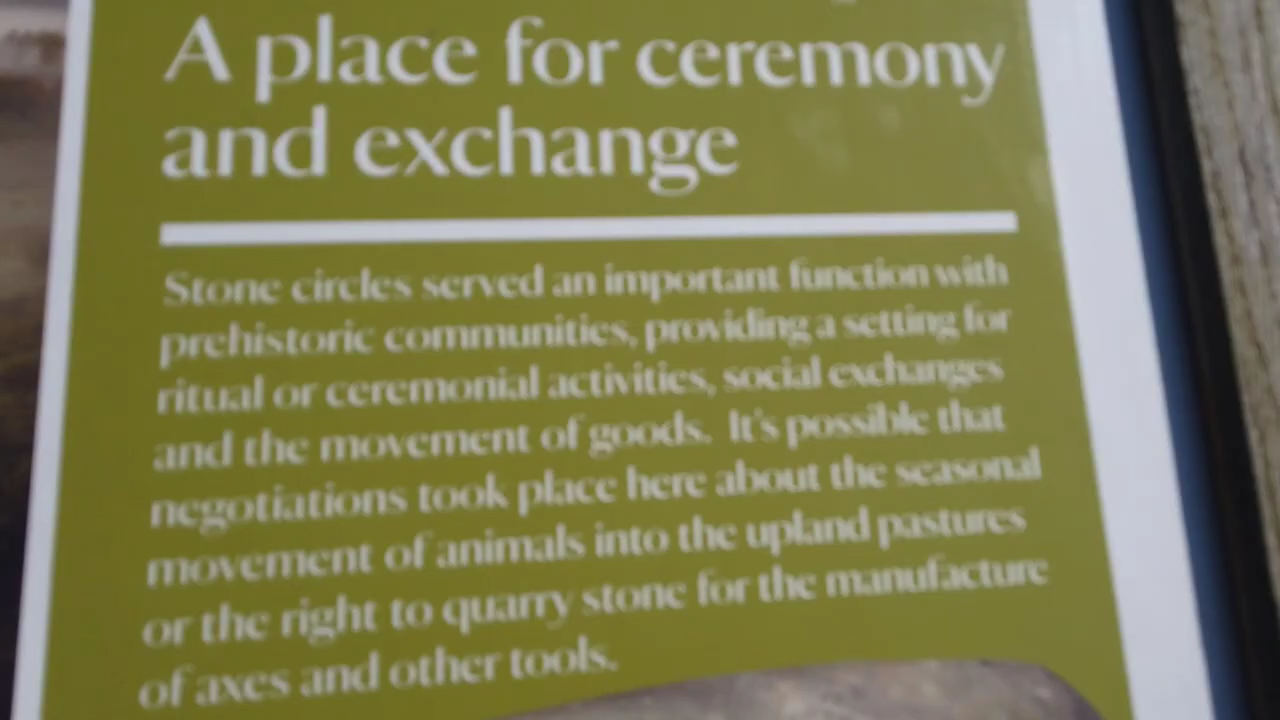 A place for ceremony
and exchange
Stone circles served an important function with
prehistoric communities, providing a setting for
ritual or ceremonial activities, social exchanges
and the movement of goods. It's possible that
negotiations took place here about the seasonal
movement of animals into the upland pastures
or the right to quarry stone for the manufacture
of axes and other tools.